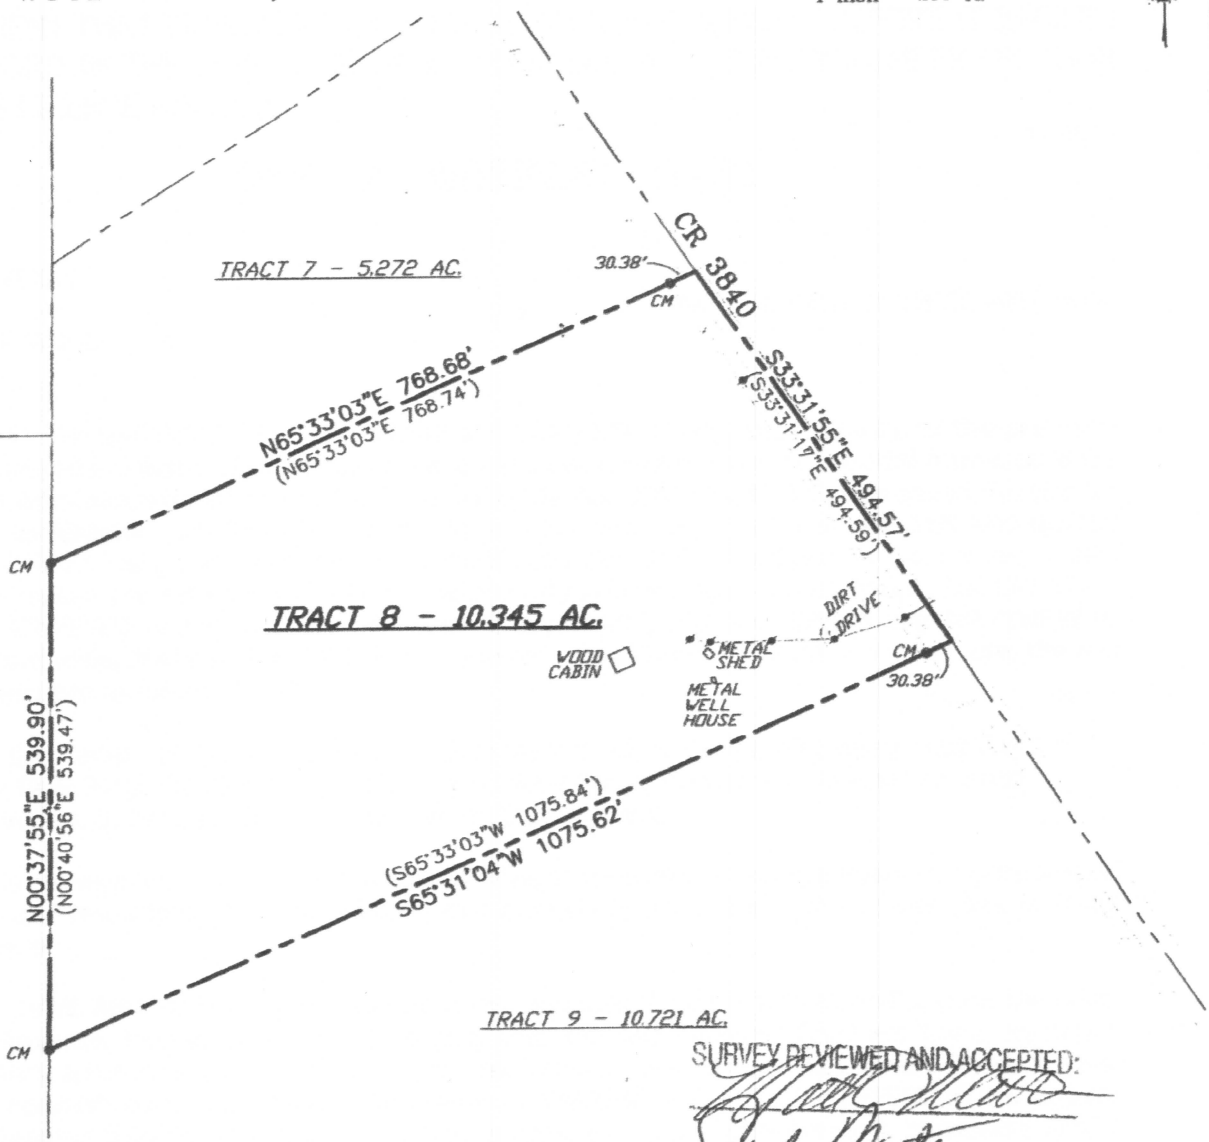 CR 3840
TRACT 7 - 5.272 AC.
30.38'
CM
N65°33'03"E 768.68'
(N65°33'03"E 768.74')
S33°31'55"E 494.57'
(S33°31'17"E 494.59')
CM
TRACT 8 - 10.345 AC.
DIRT
DRIVE
WOOD
CABIN
METAL
SHED
CM
30.38'
METAL
WELL
HOUSE
N00°37'55"E 539.90'
(N00°40'56"E 539.47')
(S65°33'03"W 1075.84')
S65°31'04"W 1075.62'
CM
TRACT 9 - 10.721 AC.
SURVEY REVIEWED AND ACCEPTED: